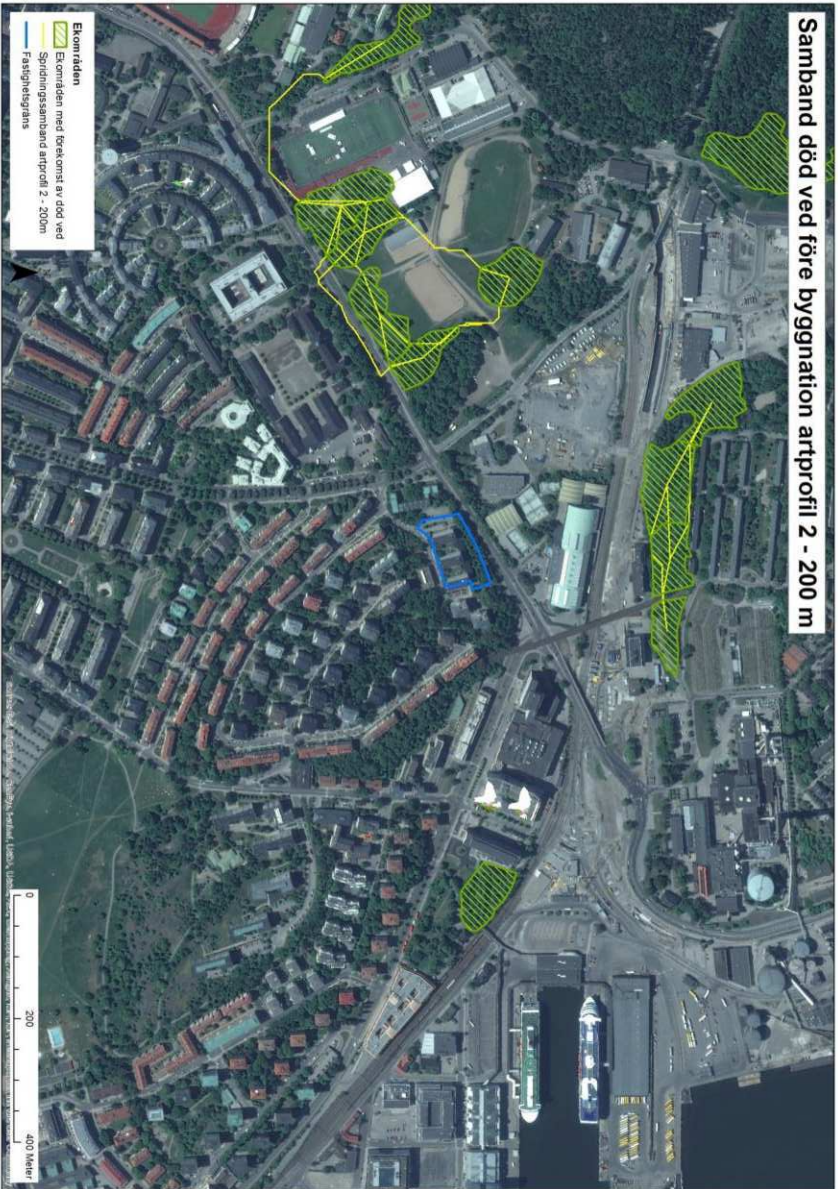 Samband död ved före byggnation artprofil 2 - 200 m
Ekområden
Ekområden med förekomst av död ved
Spridningssamband artprofil 2 - 200m
Fastighetsgräns
0
200
400 Meter